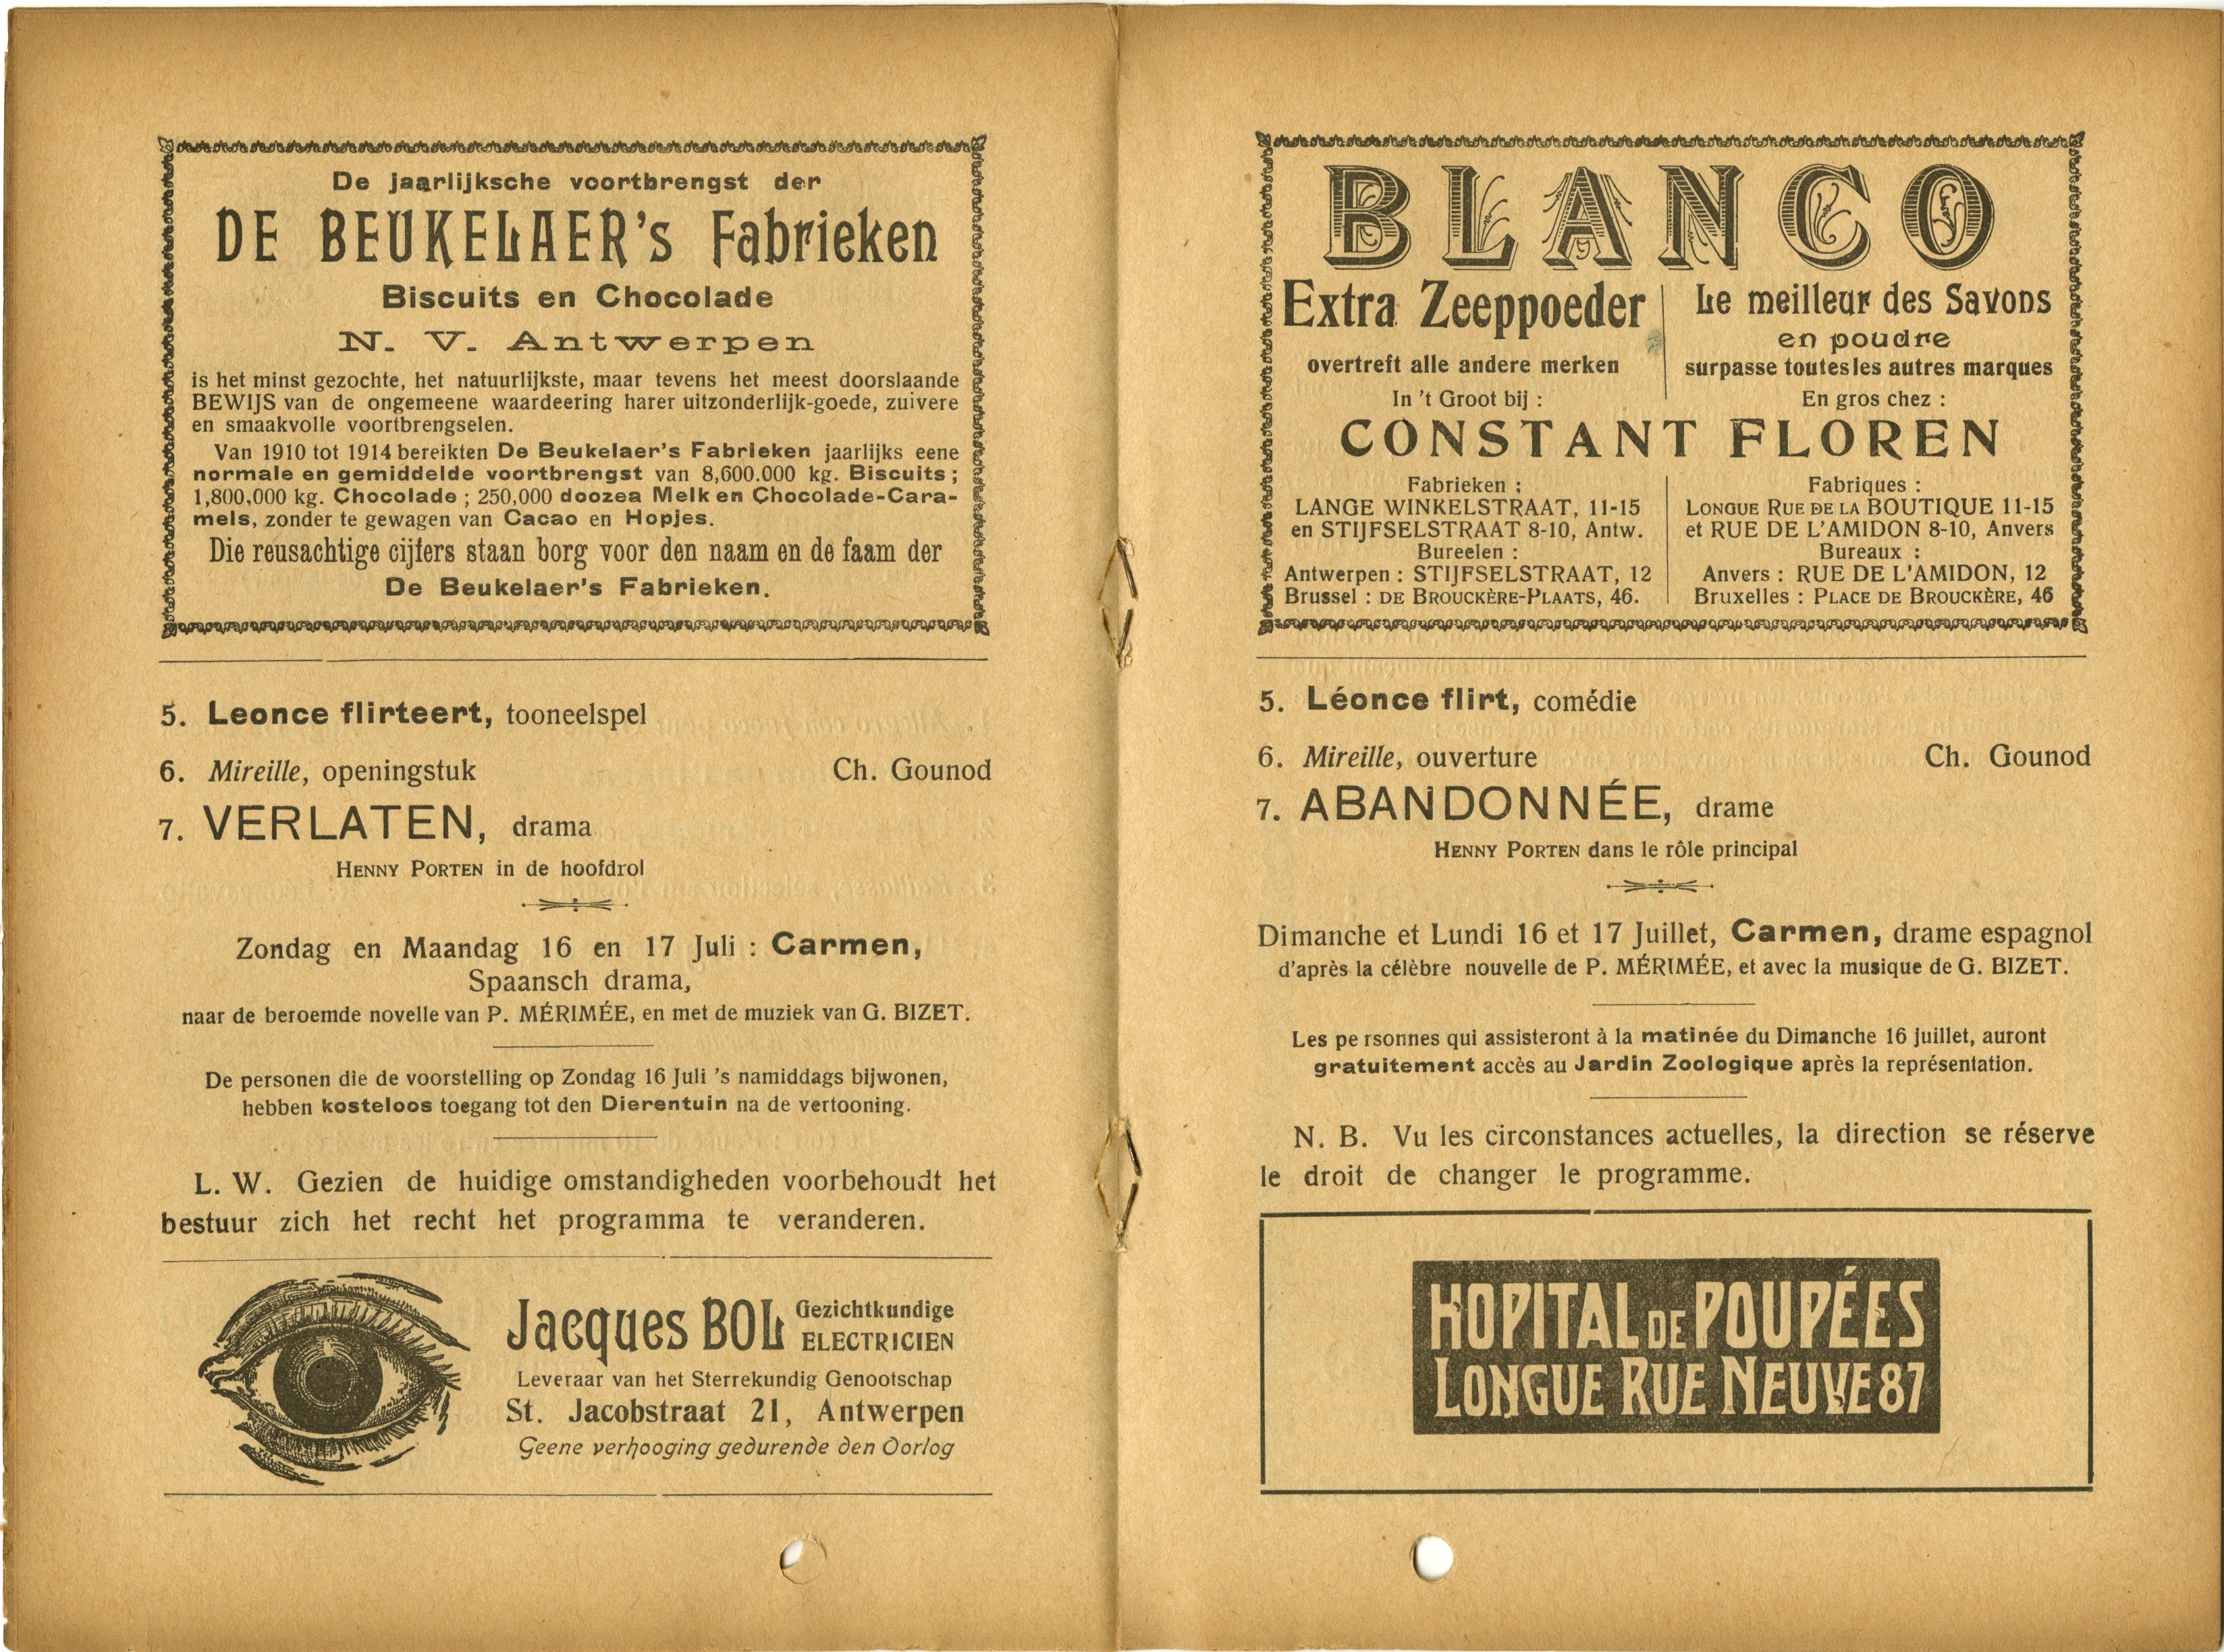 De jaarlijksche voortbrengst der
DE BEUKELAER's Fabrieken
Biscuits en Chocolade
N. V. Antwerpen
is het minst gezochte, het natuurlijkste, maar tevens het meest doorslaande
BEWIJS van de ongemeene waardeering harer uitzonderlijk-goede, zuivere
en smaakvolle voortbrengselen.
Van 1910 tot 1914 bereikten De Beukelaer's Fabrieken jaarlijks eene
normale en gemiddelde voortbrengst van 8,600.000 kg. Biscuits ;
1,800,000 kg. Chocolade ; 250,000 doozea Melk en Chocolade-Cara-
mels, zonder te gewagen van Cacao en Hopjes.
Die reusachtige cijfers staan borg voor den naam en de faam der
De Beukelaer's Fabrieken.
5. Leonce flirteert, tooneelspel
6. Mireille, openingstuk Ch. Gounod
7. VERLATEN, drama
HENNY PORTEN in de hoofdrol
Zondag en Maandag 16 en 17 Juli : Carmen,
Spaansch drama,
naar de beroemde novelle van P. MÉRIMÉE, en met de muziek van G. BIZET.
De personen die de voorstelling op Zondag 16 Juli 's namiddags bijwonen,
hebben kosteloos toegang tot den Dierentuin na de vertooning.
L. W. Gezien de huidige omstandigheden voorbehoudt het
bestuur zich het recht het programma te veranderen.
Jacques BOL Gezichtkundige
ELECTRICIEN
Leveraar van het Sterrekundig Genootschap
St. Jacobstraat 21, Antwerpen
Geene verhooging gedurende den Oorlog
BLANCO
Extra Zeeppoeder
overtreft alle andere merken
In 't Groot bij :
Le meilleur des Savons
en poudre
surpasse toutes les autres marques
En gros chez :
CONSTANT FLOREN
Fabrieken :
LANGE WINKELSTRAAT, 11-15
en STIJFSELSTRAAT 8-10, Antw.
Bureelen :
Antwerpen : STIJFSELSTRAAT, 12
Brussel : DE BROUCKÈRE-PLAATS, 46.
Fabriques :
LONGUE RUE DE LA BOUTIQUE 11-15
et RUE DE L'AMIDON 8-10, Anvers
Bureaux :
Anvers : RUE DE L'AMIDON, 12
Bruxelles : PLACE DE BROUCKÈRE, 46
5. Léonce flirt, comédie
6. Mireille, ouverture Ch. Gounod
7. ABANDONNÉE, drame
HENNY PORTEN dans le rôle principal
Dimanche et Lundi 16 et 17 Juillet, Carmen, drame espagnol
d'après la célèbre nouvelle de P. MÉRIMÉE, et avec la musique de G. BIZET.
Les pe rsonnes qui assisteront à la matinée du Dimanche 16 juillet, auront
gratuitement accès au Jardin Zoologique après la représentation.
N. B. Vu les circonstances actuelles, la direction se réserve
le droit de changer le programme.
HOPITAL DE POUPÉES
LONGUE RUE NEUVE 87